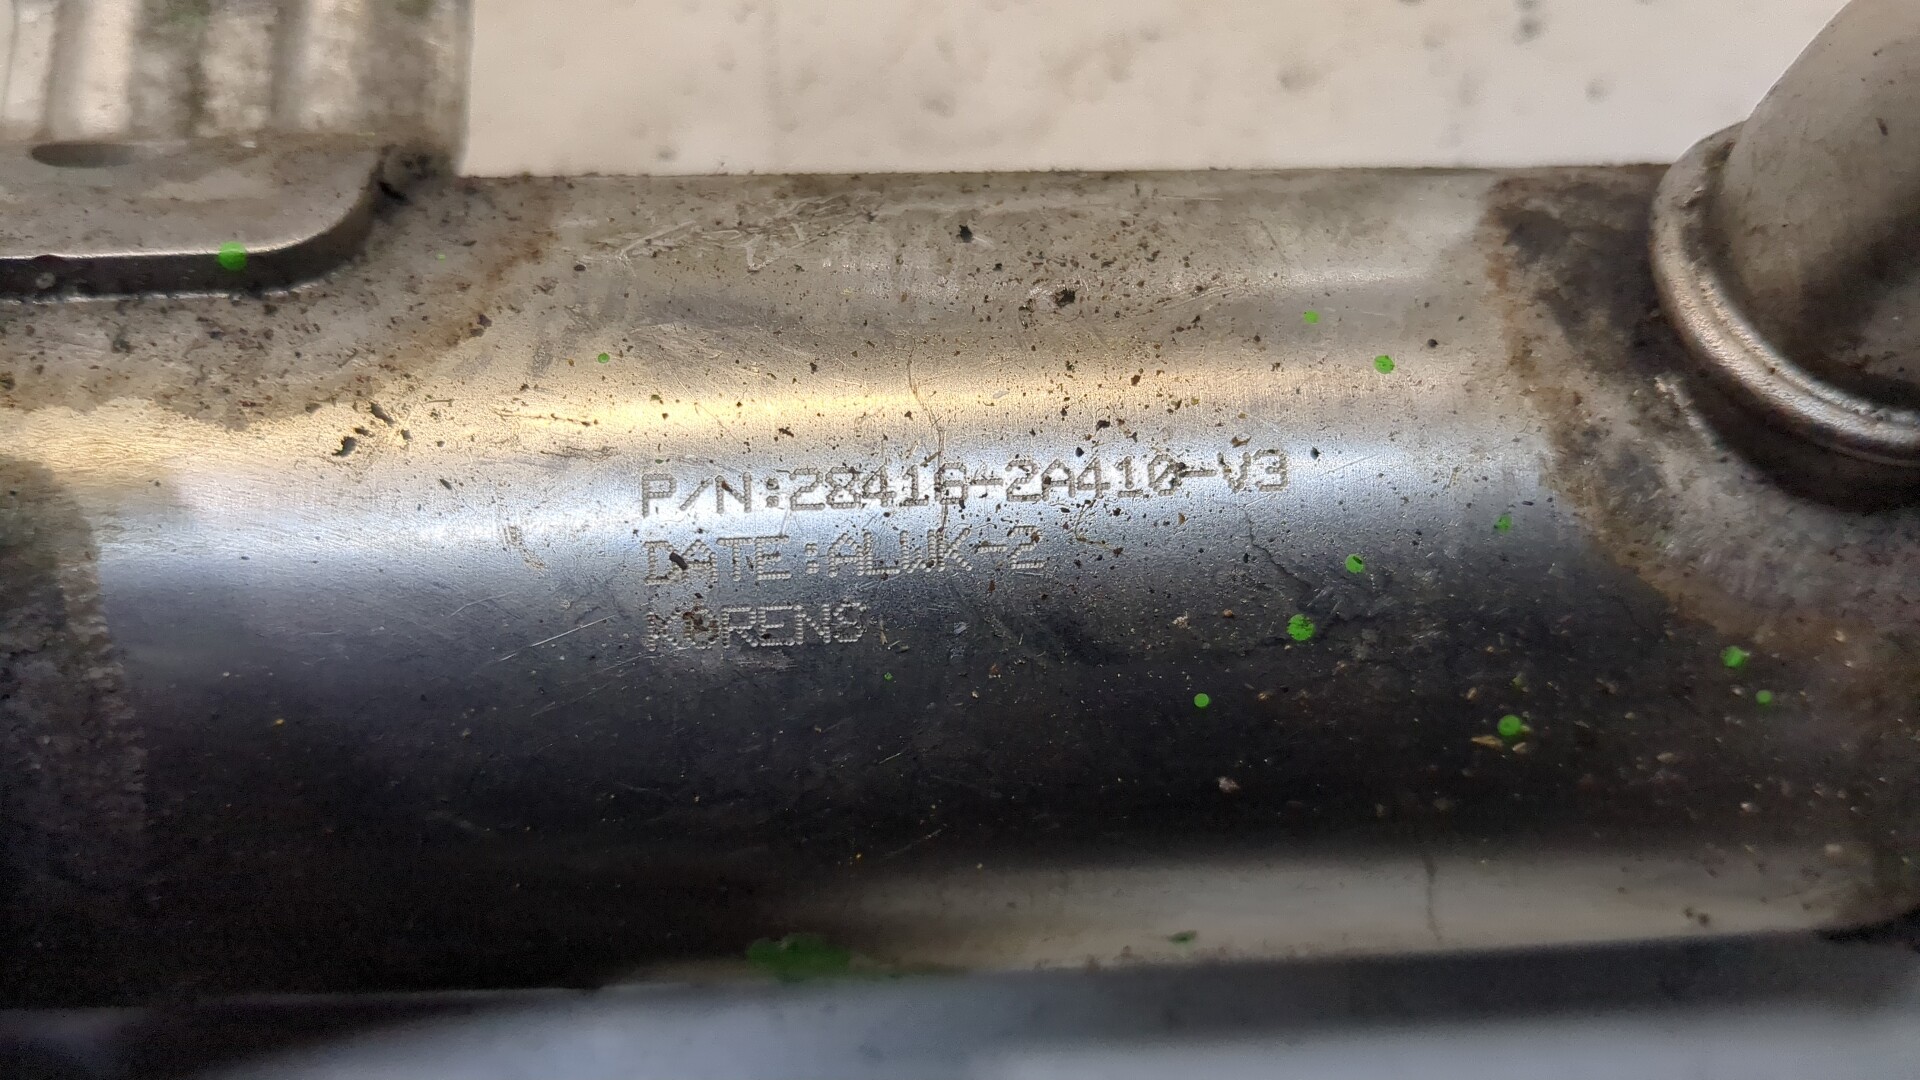 P/N:28416-2A410-V3
DATE:ALWK-2
KORENS